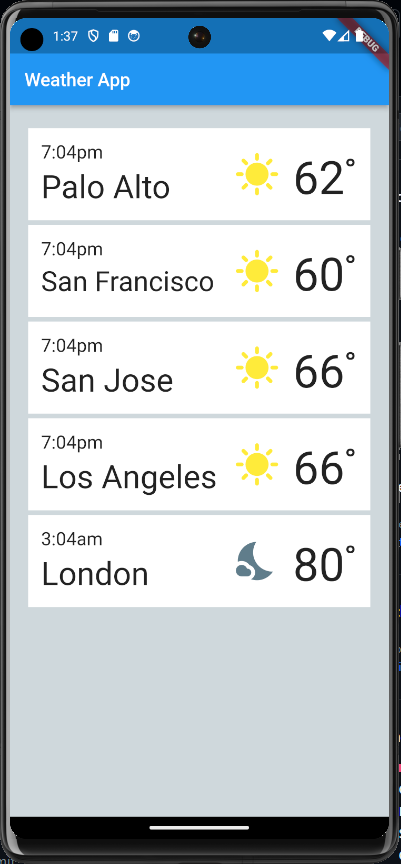 1:37
DEBUG
Weather App
7:04pm
Palo Alto
62°
7:04pm
San Francisco
60°
7:04pm
San Jose
66°
7:04pm
Los Angeles
66°
3:04am
London
80°